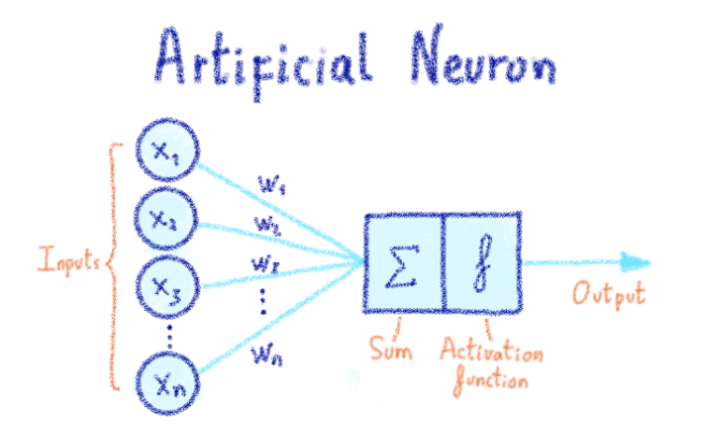 Artificial Neuron
x₁
w₁
x₂
w₂
Inputs
x₃
w₃
Σ
f
Output
Sum
Activation
function
xₙ
wₙ